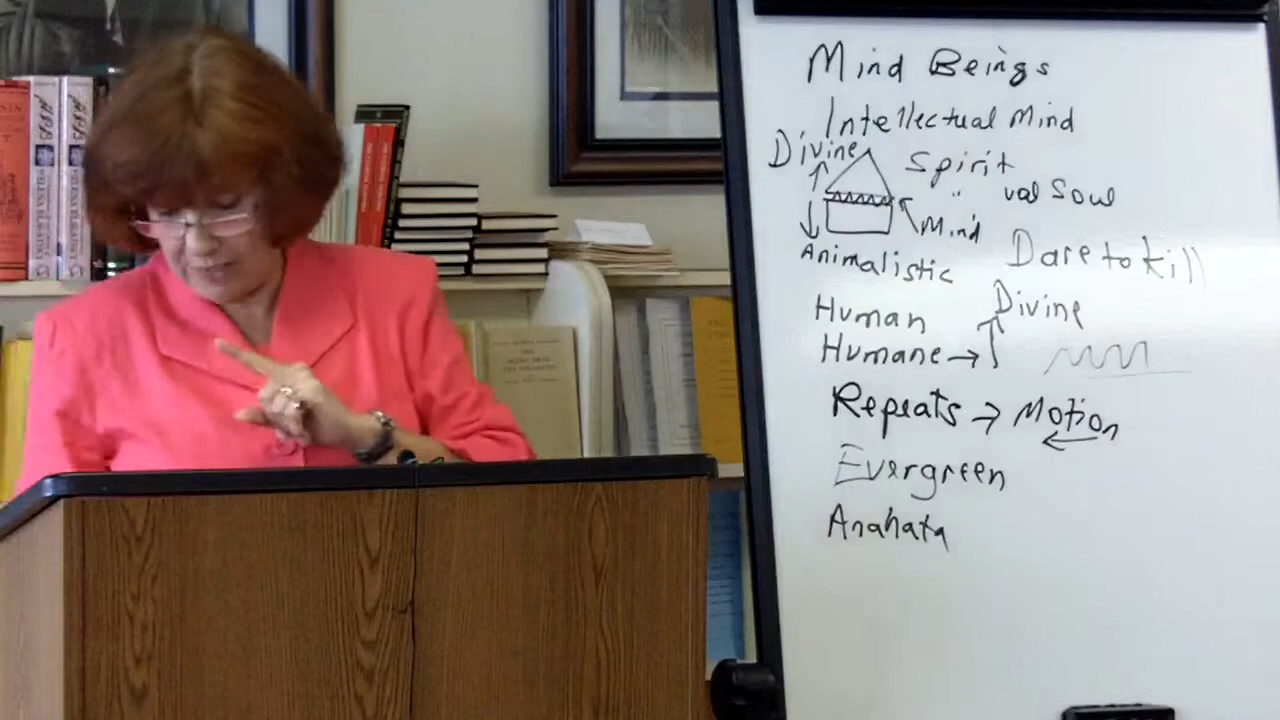 Mind Beings
Intellectual Mind
Divine
Spirit
" ual Soul
Mind
Animalistic
Dare to kill
Human
Divine
Humane →
Repeats → Motion
←
Evergreen
Anahata